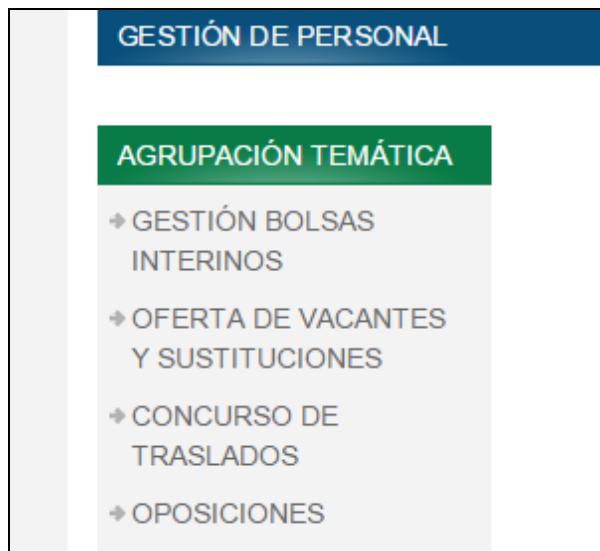 GESTIÓN DE PERSONAL
AGRUPACIÓN TEMÁTICA
GESTIÓN BOLSAS
INTERINOS
OFERTA DE VACANTES
Y SUSTITUCIONES
CONCURSO DE
TRASLADOS
OPOSICIONES